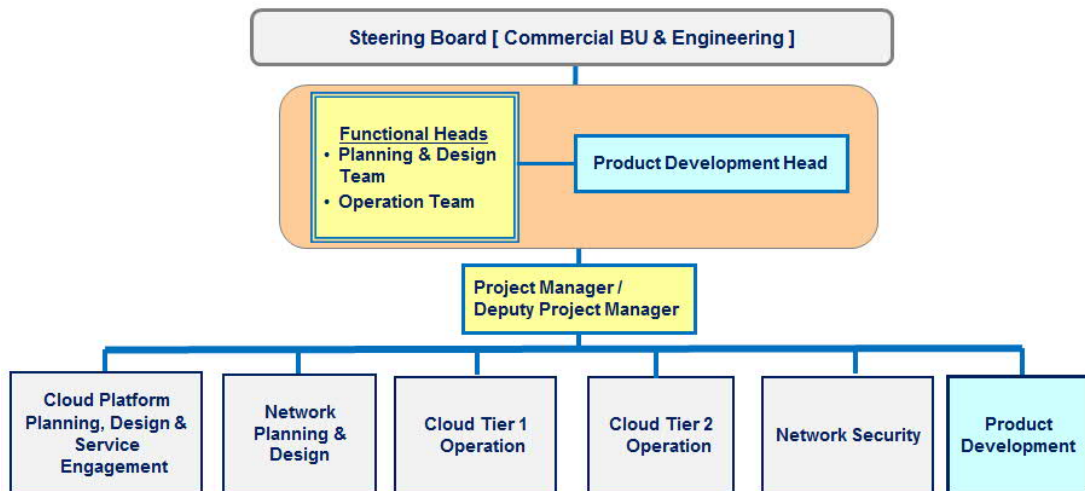 Steering Board [ Commercial BU & Engineering ]
Functional Heads
• Planning & Design
Team
• Operation Team
Product Development Head
Project Manager /
Deputy Project Manager
Cloud Platform
Planning, Design &
Service
Engagement
Network
Planning &
Design
Cloud Tier 1
Operation
Cloud Tier 2
Operation
Network Security
Product
Development